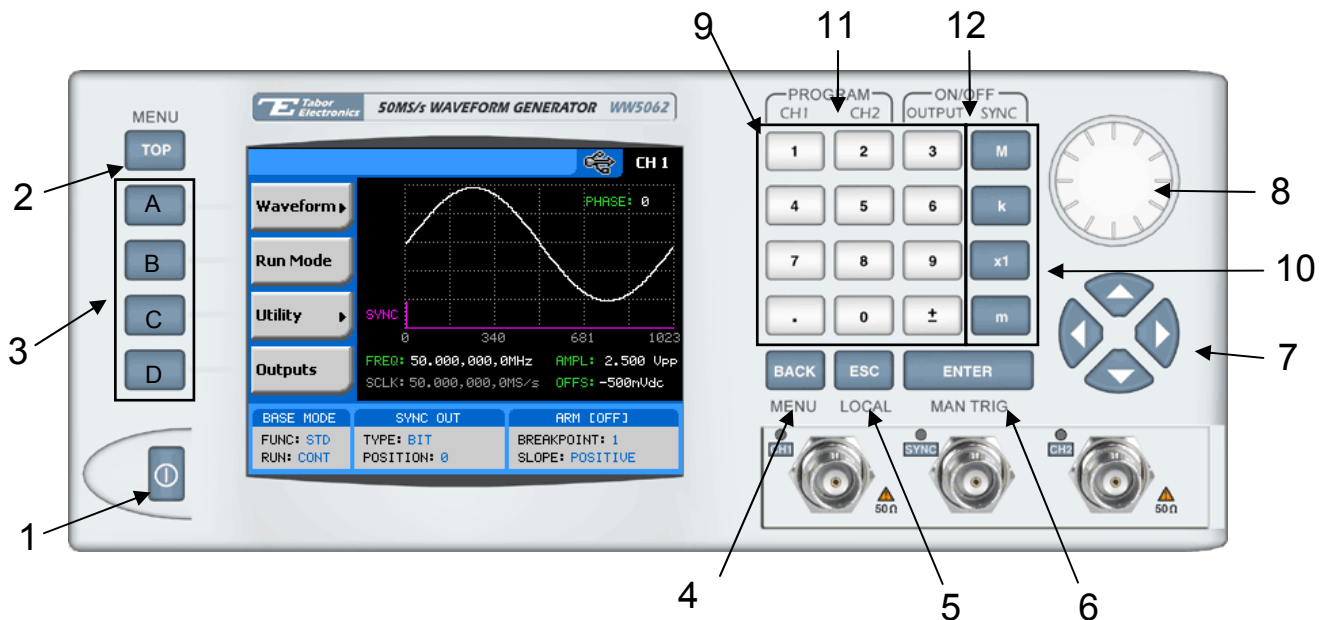 9 11 12
PROGRAM
CH1 CH2
ON/OFF
OUTPUT SYNC
Tabor Electronics 50MS/s WAVEFORM GENERATOR WW5062
MENU
TOP
2
A
B
C
D
3
1
CH 1
Waveform
Run Mode
Utility
Outputs
PHASE: 0
SYNC
0 340 681 1023
FREQ: 50.000,000,0MHz AMPL: 2.500 Vpp
SCLK: 50.000,000,0MS/s OFFS: -500mVdc
BASE MODE
FUNC: STD
RUN: CONT
SYNC OUT
TYPE: BIT
POSITION: 0
ARM [OFF]
BREAKPOINT: 1
SLOPE: POSITIVE
1 2 3 M
4 5 6 k
7 8 9 x1
. 0 ± m
BACK ESC ENTER
MENU LOCAL MAN TRIG
8
10
7
CH1 SYNC CH2
50Ω 50Ω
4 5 6